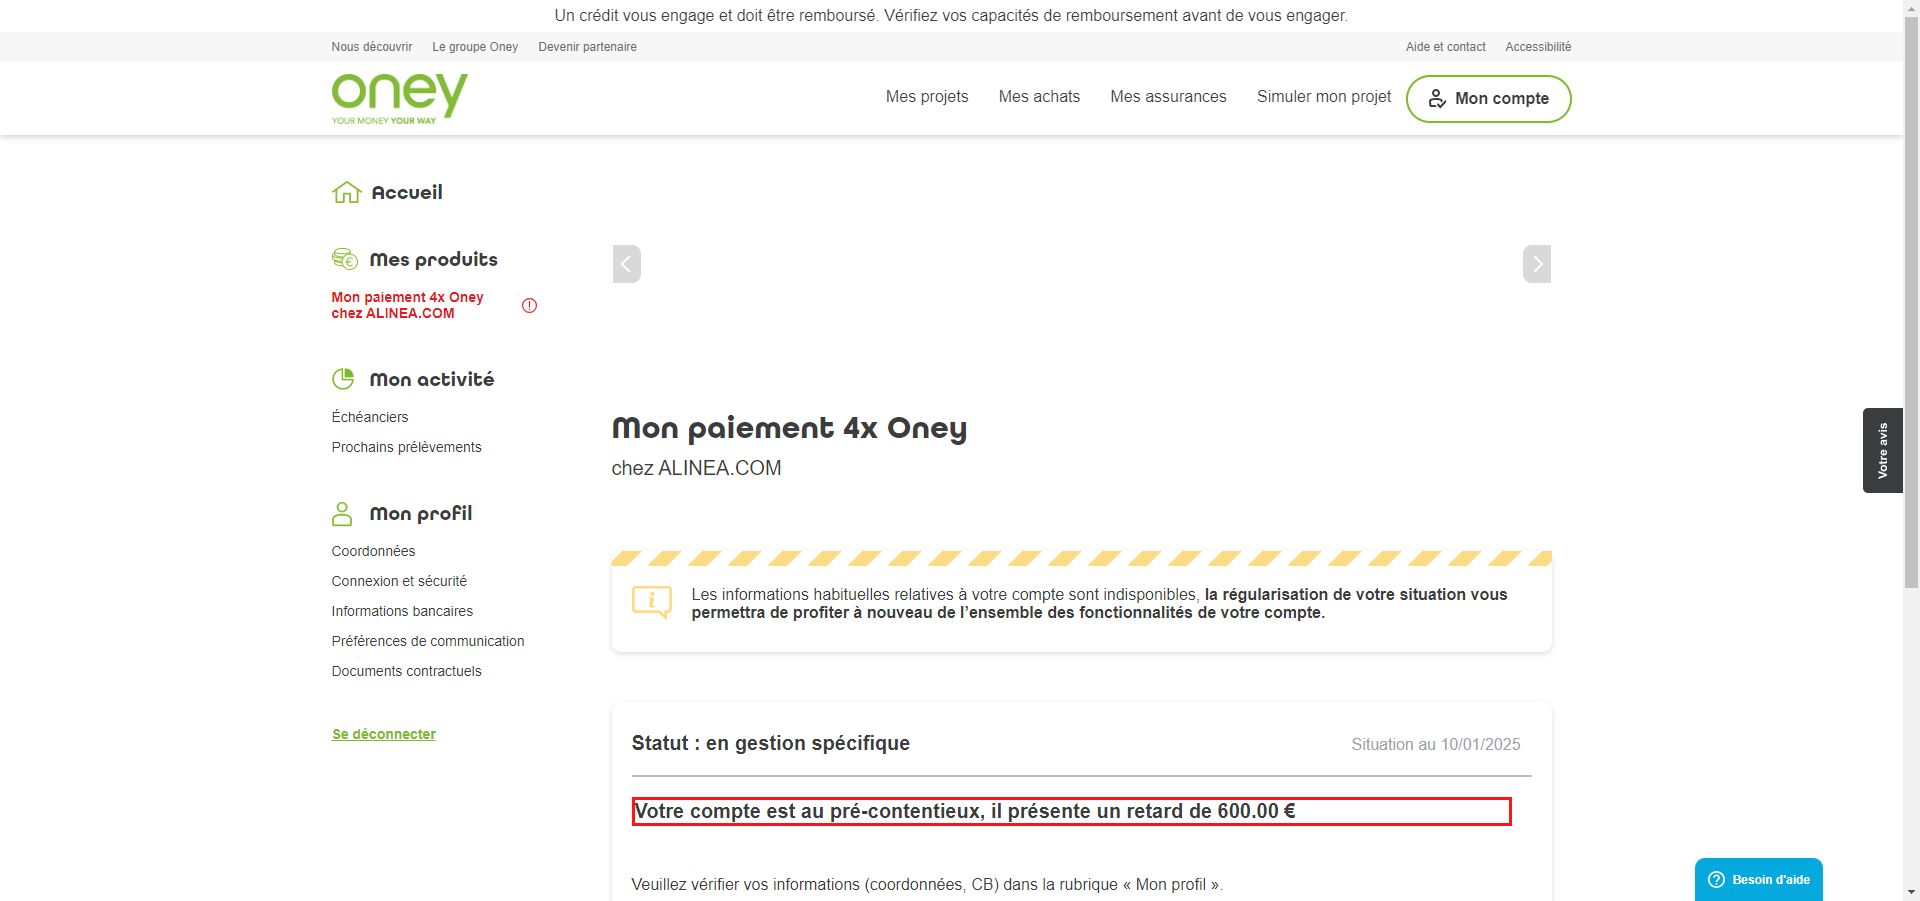 Un crédit vous engage et doit être remboursé. Vérifiez vos capacités de remboursement avant de vous engager.
Nous découvrir Le groupe Oney Devenir partenaire Aide et contact Accessibilité
oney
YOUR MONEY YOUR WAY
Mes projets Mes achats Mes assurances Simuler mon projet Mon compte
Accueil
Mes produits
Mon paiement 4x Oney
chez ALINEA.COM
Mon activité
Échéanciers
Prochains prélèvements
Mon profil
Coordonnées
Connexion et sécurité
Informations bancaires
Préférences de communication
Documents contractuels
Se déconnecter
Mon paiement 4x Oney
chez ALINEA.COM
Les informations habituelles relatives à votre compte sont indisponibles, la régularisation de votre situation vous
permettra de profiter à nouveau de l’ensemble des fonctionnalités de votre compte.
Statut : en gestion spécifique Situation au 10/01/2025
Votre compte est au pré-contentieux, il présente un retard de 600.00 €
Veuillez vérifier vos informations (coordonnées, CB) dans la rubrique « Mon profil ».
Votre avis
Besoin d'aide